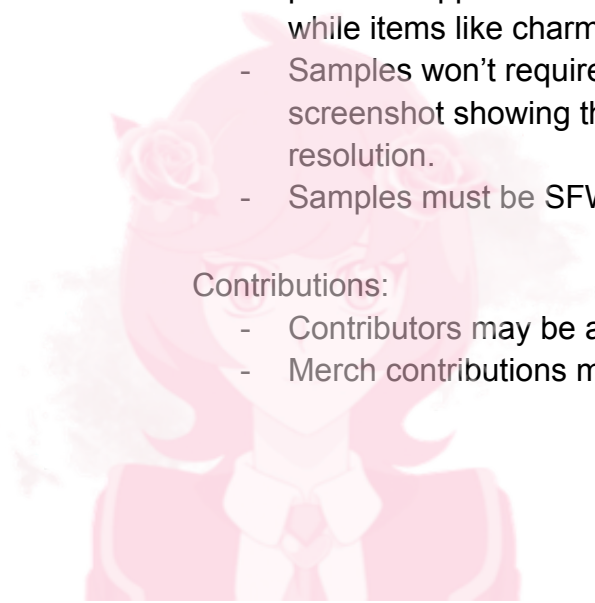 while items like charm
- Samples won't require
screenshot showing th
resolution.
- Samples must be SFW
Contributions:
- Contributors may be a
- Merch contributions m